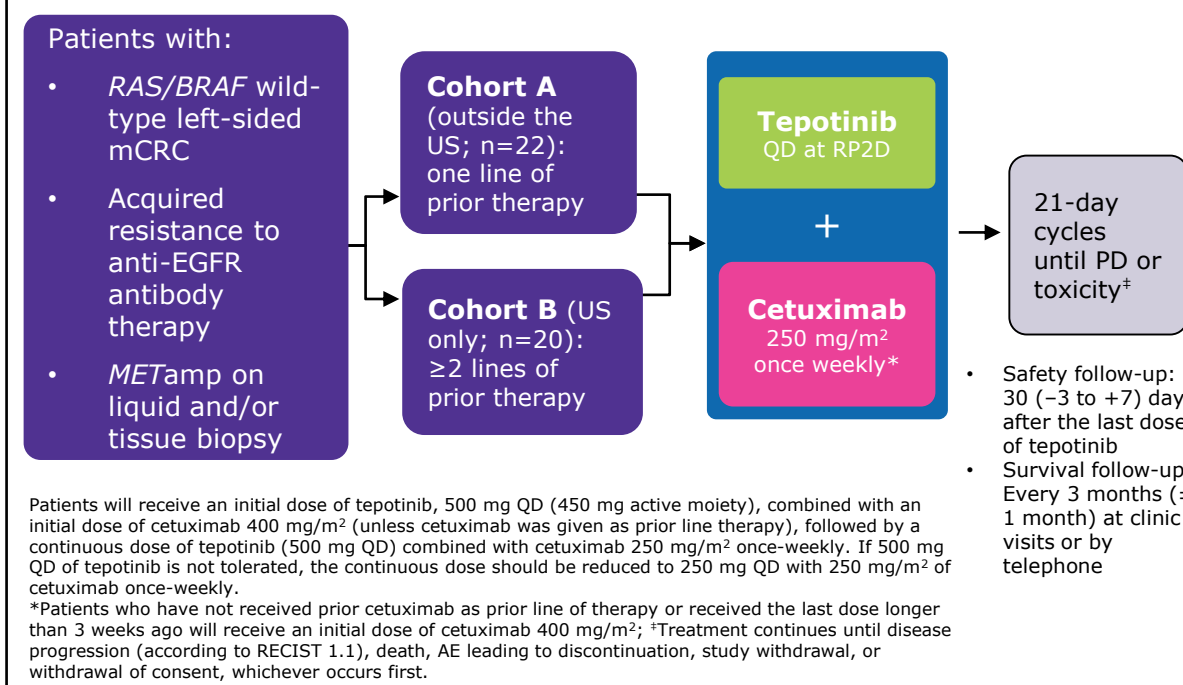 Patients with:
• RAS/BRAF wild-
type left-sided
mCRC
• Acquired
resistance to
anti-EGFR
antibody
therapy
• METamp on
liquid and/or
tissue biopsy
Cohort A
(outside the
US; n=22):
one line of
prior therapy
Cohort B (US
only; n=20):
≥2 lines of
prior therapy
Tepotinib
QD at RP2D
+
Cetuximab
250 mg/m²
once weekly*
21-day
cycles
until PD or
toxicity‡
• Safety follow-up:
30 (–3 to +7) day
after the last dose
of tepotinib
• Survival follow-up
Every 3 months (
1 month) at clinic
visits or by
telephone
Patients will receive an initial dose of tepotinib, 500 mg QD (450 mg active moiety), combined with an
initial dose of cetuximab 400 mg/m² (unless cetuximab was given as prior line therapy), followed by a
continuous dose of tepotinib (500 mg QD) combined with cetuximab 250 mg/m² once-weekly. If 500 mg
QD of tepotinib is not tolerated, the continuous dose should be reduced to 250 mg QD with 250 mg/m² of
cetuximab once-weekly.
*Patients who have not received prior cetuximab as prior line of therapy or received the last dose longer
than 3 weeks ago will receive an initial dose of cetuximab 400 mg/m²; ‡Treatment continues until disease
progression (according to RECIST 1.1), death, AE leading to discontinuation, study withdrawal, or
withdrawal of consent, whichever occurs first.